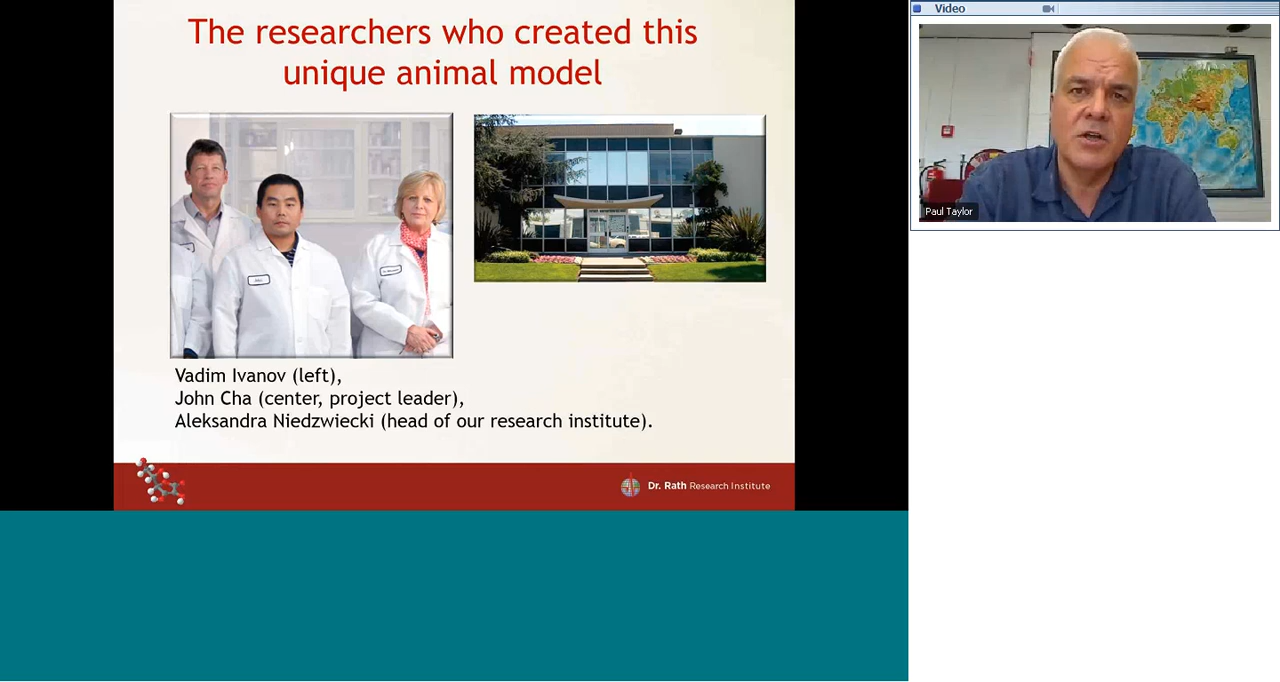 The researchers who created this
unique animal model
Vadim Ivanov (left),
John Cha (center, project leader),
Aleksandra Niedzwiecki (head of our research institute).
Dr. Rath Research Institute
Video
Paul Taylor